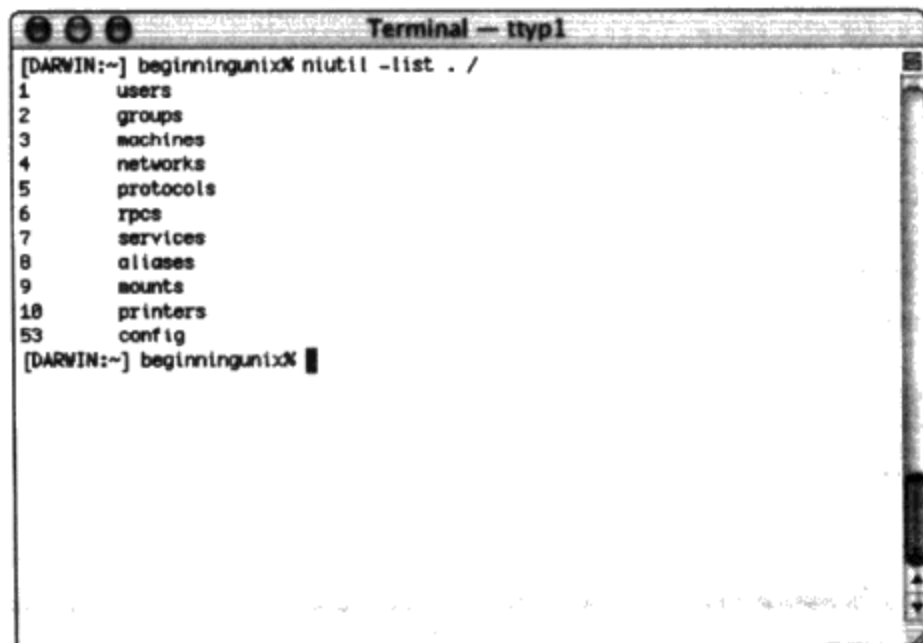 Terminal — ttyp1
[DARWIN:~] beginningunix% niutil -list . /
1 users
2 groups
3 machines
4 networks
5 protocols
6 rpcs
7 services
8 aliases
9 mounts
10 printers
53 config
[DARWIN:~] beginningunix%